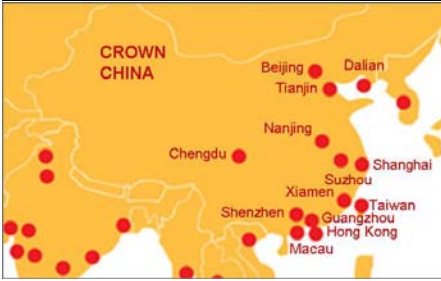 CROWN
CHINA
Beijing
Dalian
Tianjin
Nanjing
Chengdu
Shanghai
Suzhou
Xiamen
Taiwan
Shenzhen
Guangzhou
Hong Kong
Macau